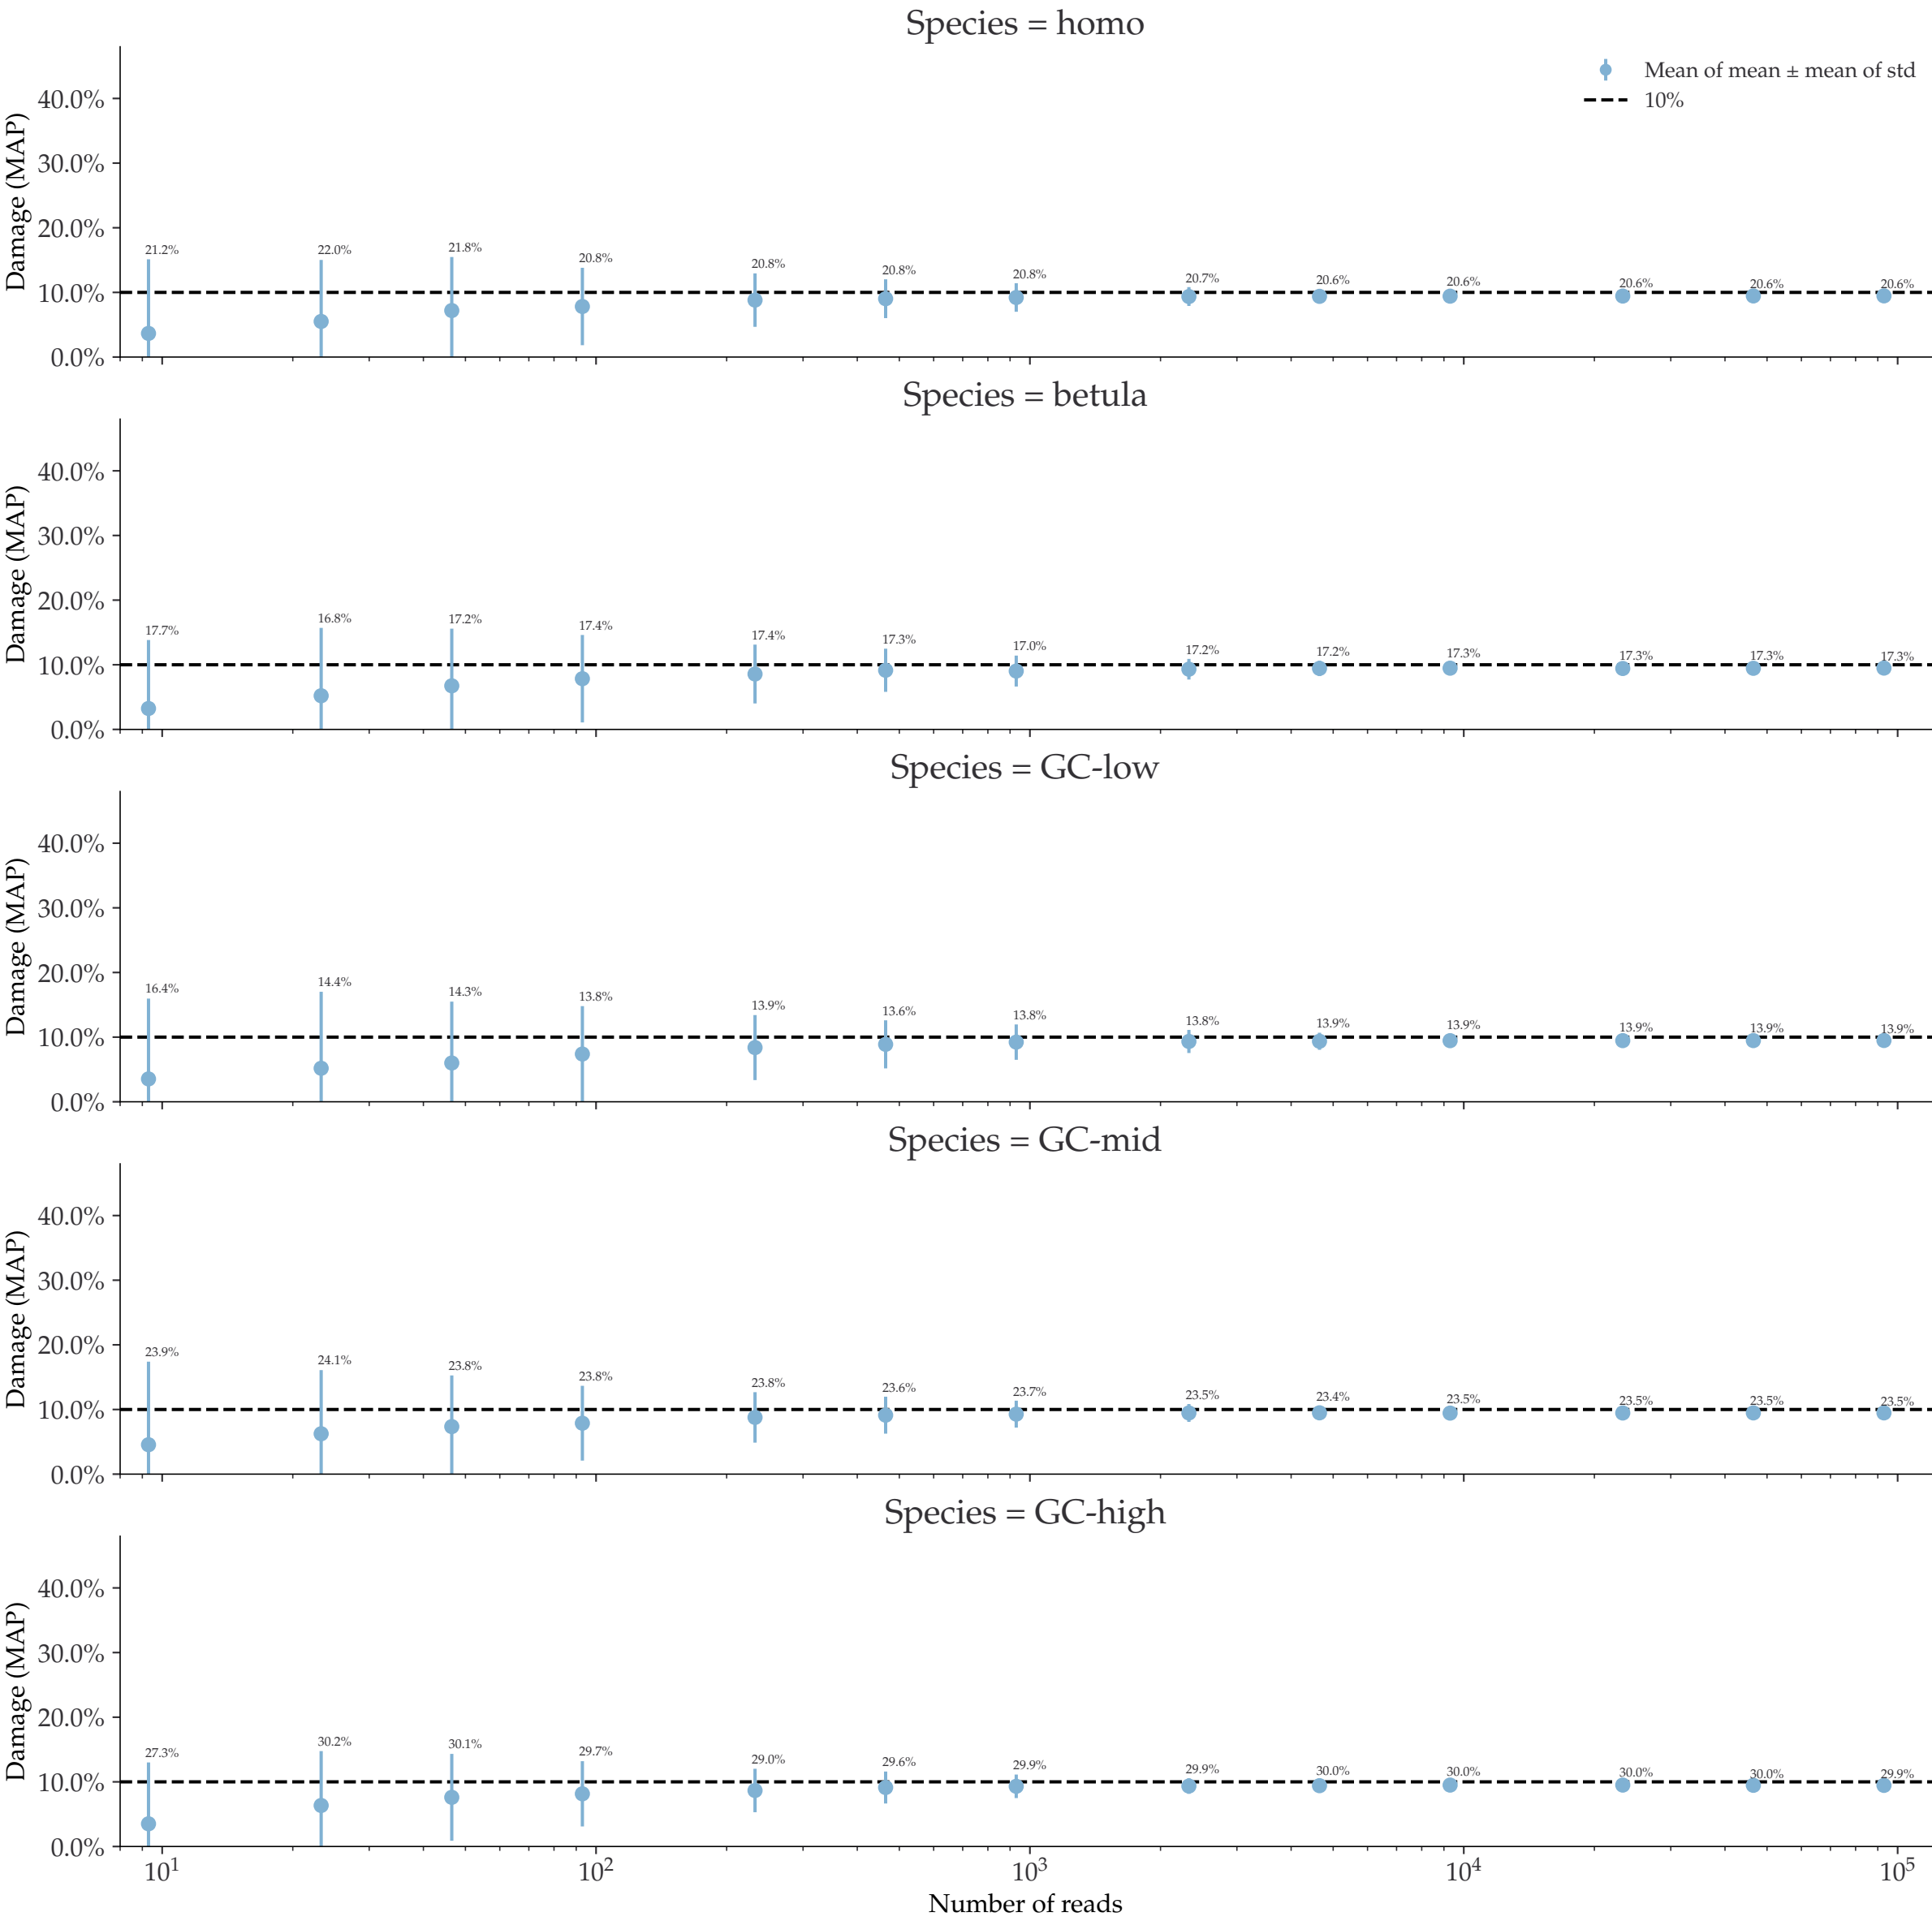 Species = homo
Mean of mean ± mean of std
10%
Damage (MAP)
40.0%
30.0%
20.0%
10.0%
0.0%
21.2% 22.0% 21.8% 20.8% 20.8% 20.8% 20.8% 20.7% 20.6% 20.6% 20.6% 20.6% 20.6%
Species = betula
Damage (MAP)
40.0%
30.0%
20.0%
10.0%
0.0%
17.7% 16.8% 17.2% 17.4% 17.4% 17.3% 17.0% 17.2% 17.2% 17.3% 17.3% 17.3% 17.3%
Species = GC-low
Damage (MAP)
40.0%
30.0%
20.0%
10.0%
0.0%
16.4% 14.4% 14.3% 13.8% 13.9% 13.6% 13.8% 13.8% 13.9% 13.9% 13.9% 13.9% 13.9%
Species = GC-mid
Damage (MAP)
40.0%
30.0%
20.0%
10.0%
0.0%
23.9% 24.1% 23.8% 23.8% 23.8% 23.6% 23.7% 23.5% 23.4% 23.5% 23.5% 23.5% 23.5%
Species = GC-high
Damage (MAP)
40.0%
30.0%
20.0%
10.0%
0.0%
27.3% 30.2% 30.1% 29.7% 29.0% 29.6% 29.9% 29.9% 30.0% 30.0% 30.0% 30.0% 29.9%
10¹ 10² 10³ 10⁴ 10⁵
Number of reads